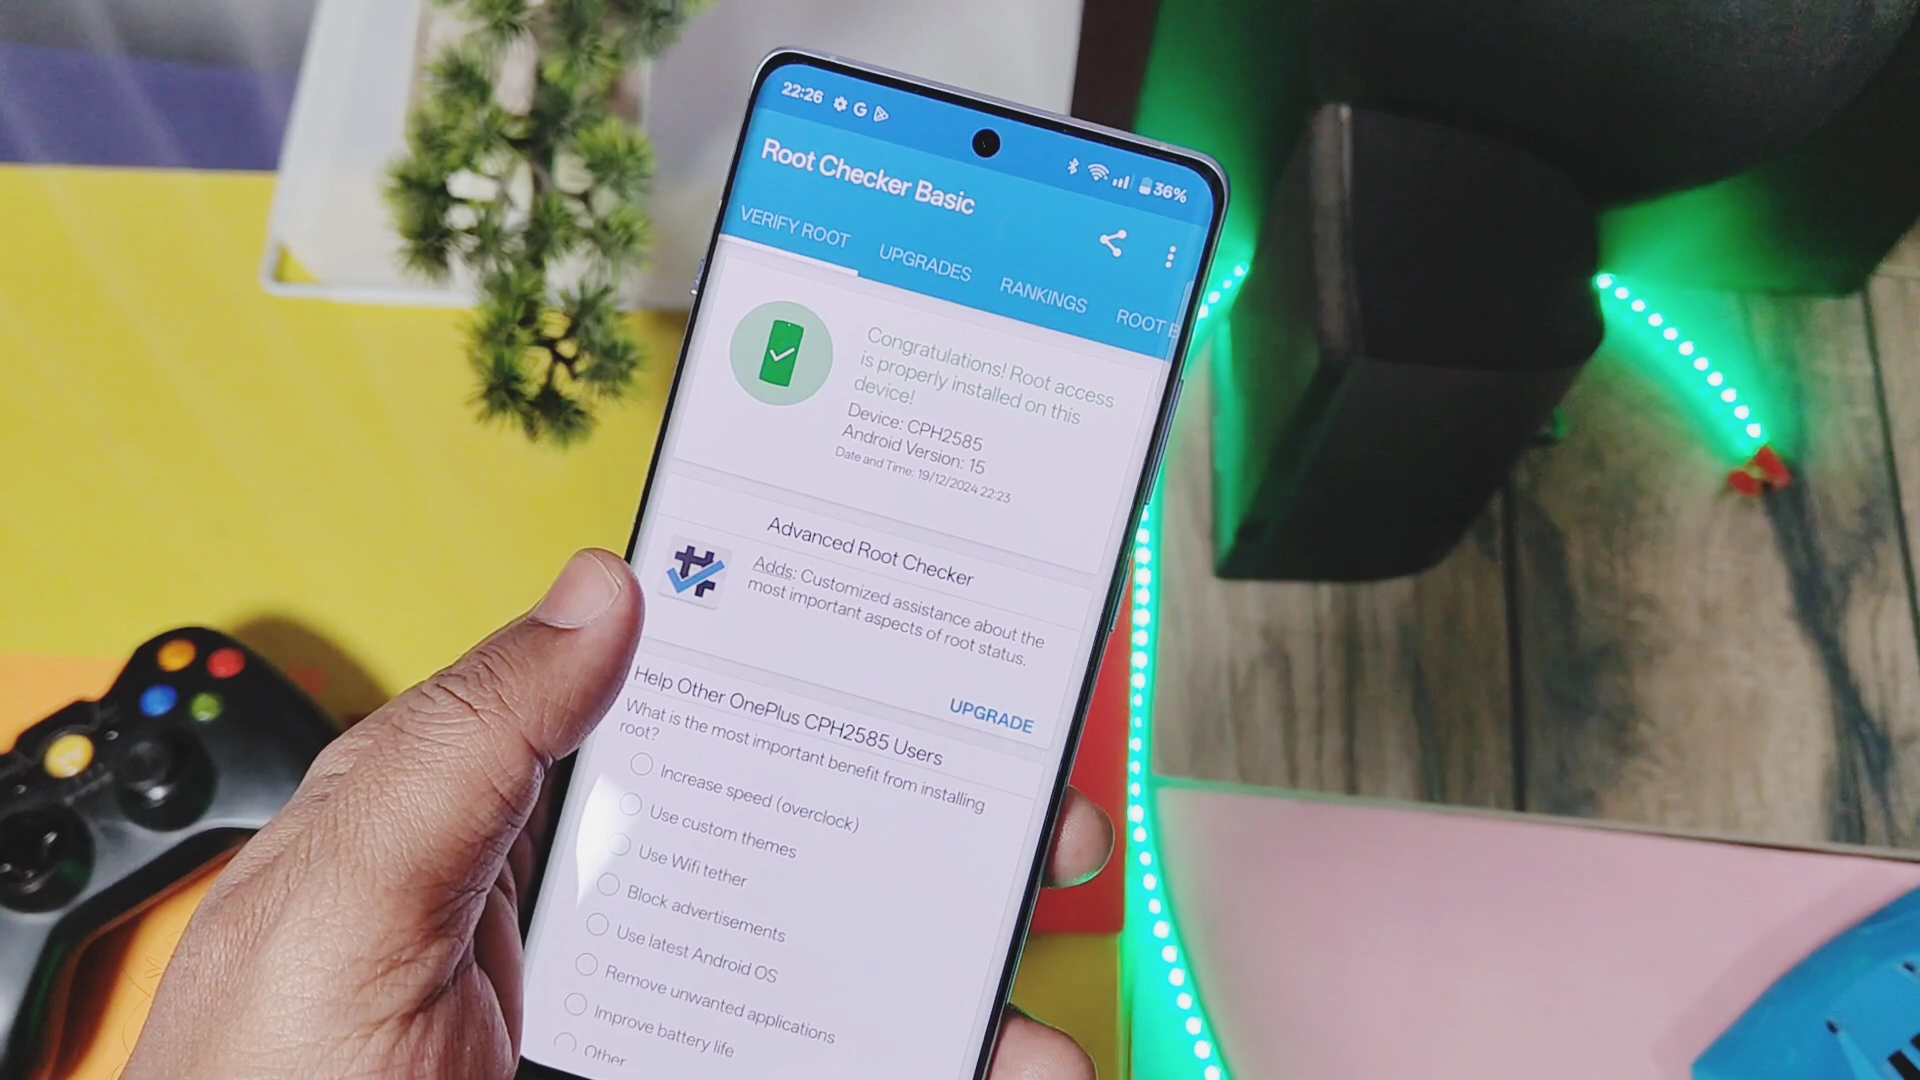 22:26
36%
Root Checker Basic
VERIFY ROOT
UPGRADES
RANKINGS
ROOT
Congratulations! Root access
is properly installed on this
device!
Device: CPH2585
Android Version: 15
Date and Time: 19/12/2024 22:23
Advanced Root Checker
Adds: Customized assistance about the
most important aspects of root status.
UPGRADE
Help Other OnePlus CPH2585 Users
What is the most important benefit from installing
root?
Increase speed (overclock)
Use custom themes
Use Wifi tether
Block advertisements
Use latest Android OS
Remove unwanted applications
Improve battery life
Other